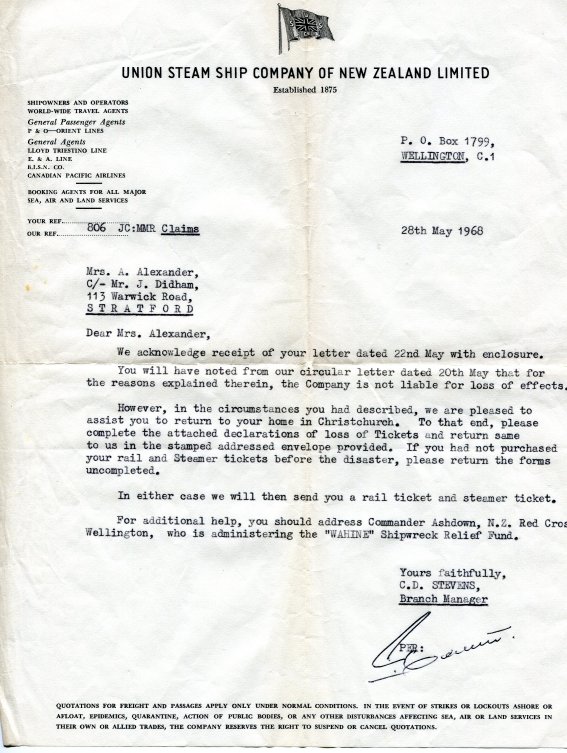 UNION STEAM SHIP COMPANY OF NEW ZEALAND LIMITED
Established 1875
SHIPOWNERS AND OPERATORS
WORLD-WIDE TRAVEL AGENTS
General Passenger Agents
P & O—ORIENT LINES
General Agents
LLOYD TRIESTINO LINE
E. & A. LINE
B.I.S.N. CO.
CANADIAN PACIFIC AIRLINES
BOOKING AGENTS FOR ALL MAJOR
SEA, AIR AND LAND SERVICES
P. O. Box 1799,
WELLINGTON, C.1
YOUR REF.
OUR REF. 806 JC:MMR Claims
28th May 1968
Mrs. A. Alexander,
C/- Mr. J. Didham,
113 Warwick Road,
S T R A T F O R D
Dear Mrs. Alexander,
We acknowledge receipt of your letter dated 22nd May with enclosure.
You will have noted from our circular letter dated 20th May that for
the reasons explained therein, the Company is not liable for loss of effects.
However, in the circumstances you had described, we are pleased to
assist you to return to your home in Christchurch. To that end, please
complete the attached declarations of loss of Tickets and return same
to us in the stamped addressed envelope provided. If you had not purchased
your rail and Steamer tickets before the disaster, please return the forms
uncompleted.
In either case we will then send you a rail ticket and steamer ticket.
For additional help, you should address Commander Ashdown, N.Z. Red Cros
Wellington, who is administering the "WAHINE" Shipwreck Relief Fund.
Yours faithfully,
C.D. STEVENS,
Branch Manager
PER:
QUOTATIONS FOR FREIGHT AND PASSAGES APPLY ONLY UNDER NORMAL CONDITIONS. IN THE EVENT OF STRIKES OR LOCKOUTS ASHORE OR
AFLOAT, EPIDEMICS, QUARANTINE, ACTION OF PUBLIC BODIES, OR ANY OTHER DISTURBANCES AFFECTING SEA, AIR OR LAND SERVICES IN
THEIR OWN OR ALLIED TRADES, THE COMPANY RESERVES THE RIGHT TO SUSPEND OR CANCEL QUOTATIONS.